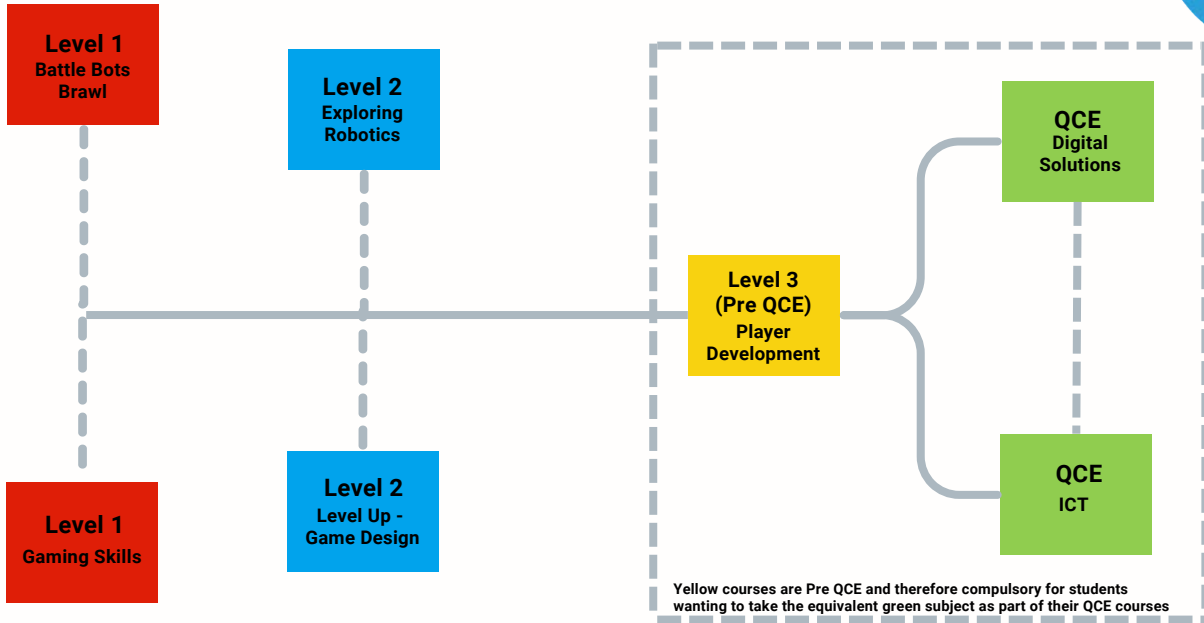 Level 1
Battle Bots
Brawl
Level 2
Exploring
Robotics
QCE
Digital
Solutions
Level 3
(Pre QCE)
Player
Development
Level 1
Gaming Skills
Level 2
Level Up -
Game Design
QCE
ICT
Yellow courses are Pre QCE and therefore compulsory for students
wanting to take the equivalent green subject as part of their QCE courses